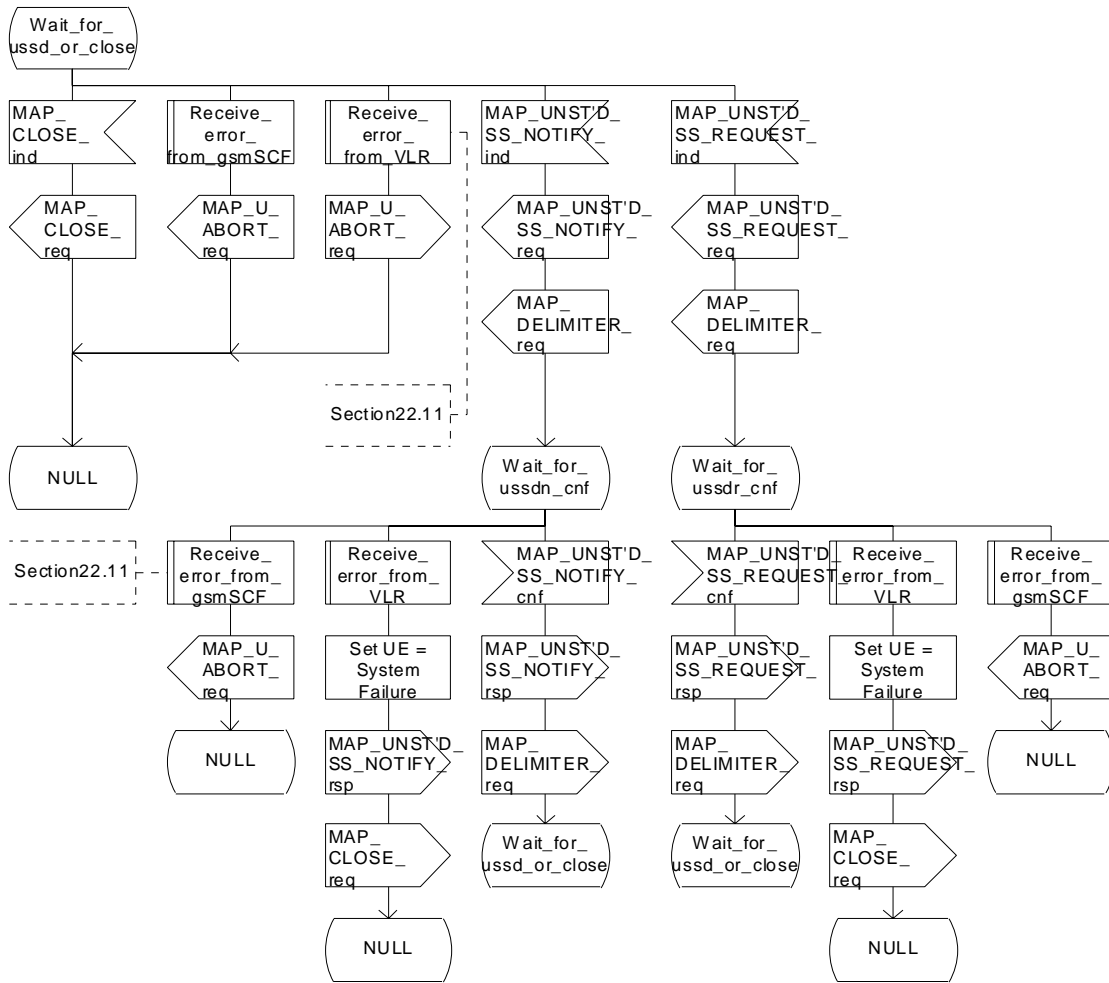 Wait_for_
ussd_or_close
MAP_
CLOSE_
ind
Receive_
error_
from_gsmSCF
Receive_
error_
from_VLR
MAP_UNST'D_
SS_NOTIFY_
ind
MAP_UNST'D_
SS_REQUEST_
ind
MAP_
CLOSE_
req
MAP_U_
ABORT_
req
MAP_U_
ABORT_
req
MAP_UNST'D_
SS_NOTIFY_
req
MAP_UNST'D_
SS_REQUEST_
req
MAP_
DELIMITER_
req
MAP_
DELIMITER_
req
Section22.11
NULL
Wait_for_
ussdn_cnf
Wait_for_
ussdr_cnf
Section22.11
Receive_
error_from_
gsmSCF
Receive_
error_from_
VLR
MAP_UNST'D_
SS_NOTIFY_
cnf
MAP_UNST'D_
SS_REQUEST_
cnf
Receive_
error_from_
VLR
Receive_
error_from_
gsmSCF
MAP_U_
ABORT_
req
Set UE =
System
Failure
MAP_UNST'D_
SS_NOTIFY_
rsp
MAP_UNST'D_
SS_REQUEST_
rsp
Set UE =
System
Failure
MAP_U_
ABORT_
req
NULL
MAP_UNST'D_
SS_NOTIFY_
rsp
MAP_
DELIMITER_
req
MAP_
DELIMITER_
req
MAP_UNST'D_
SS_REQUEST_
rsp
NULL
MAP_
CLOSE_
req
Wait_for_
ussd_or_close
Wait_for_
ussd_or_close
MAP_
CLOSE_
req
NULL
NULL